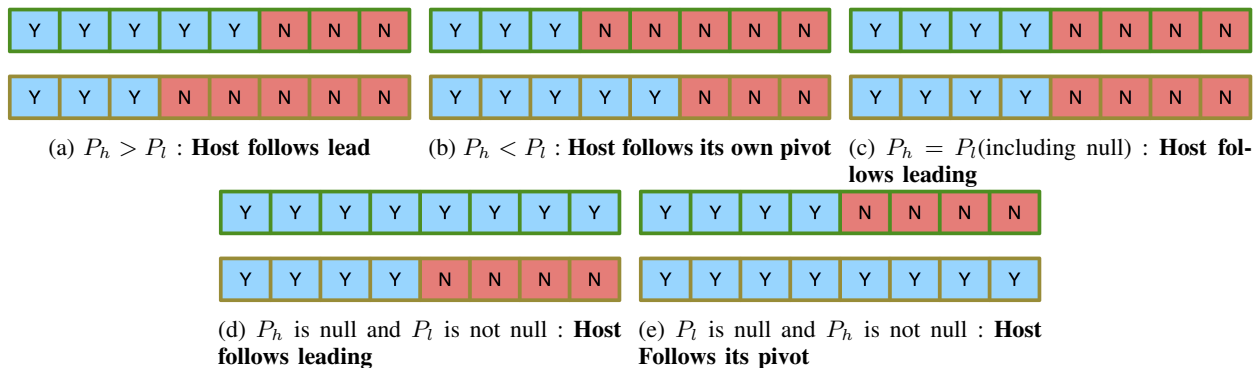 Y Y Y Y Y N N N
Y Y Y N N N N N
Y Y Y Y N N N N
Y Y Y N N N N N
Y Y Y Y Y N N N
Y Y Y Y N N N N
(a) P_h > P_l : Host follows lead
(b) P_h < P_l : Host follows its own pivot
(c) P_h = P_l(including null) : Host fol-
lows leading
Y Y Y Y Y Y Y Y
Y Y Y Y N N N N
Y Y Y Y N N N N
Y Y Y Y Y Y Y Y
(d) P_h is null and P_l is not null : Host
follows leading
(e) P_l is null and P_h is not null : Host
Follows its pivot